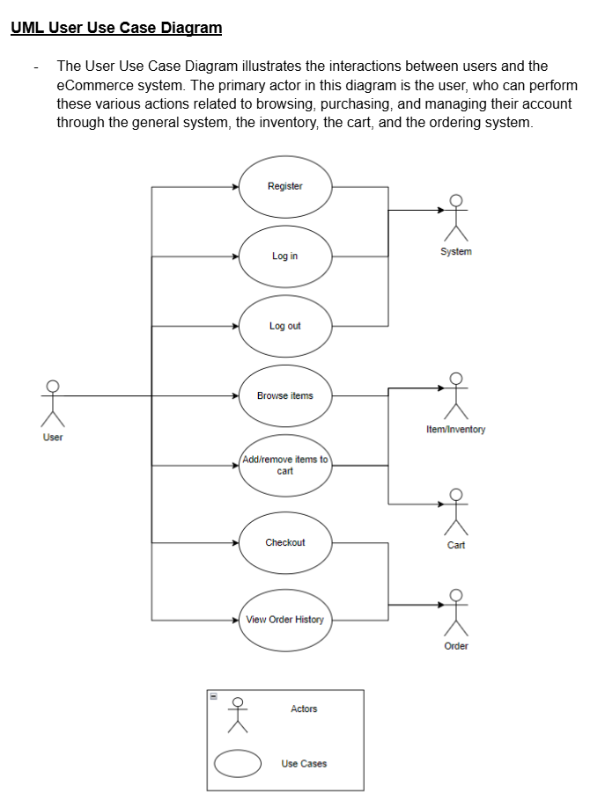 UML User Use Case Diagram
- The User Use Case Diagram illustrates the interactions between users and the
eCommerce system. The primary actor in this diagram is the user, who can perform
these various actions related to browsing, purchasing, and managing their account
through the general system, the inventory, the cart, and the ordering system.
Register
System
Log in
Log out
Browse items
User
Item/Inventory
Add/remove items to
cart
Checkout
Cart
View Order History
Order
Actors
Use Cases